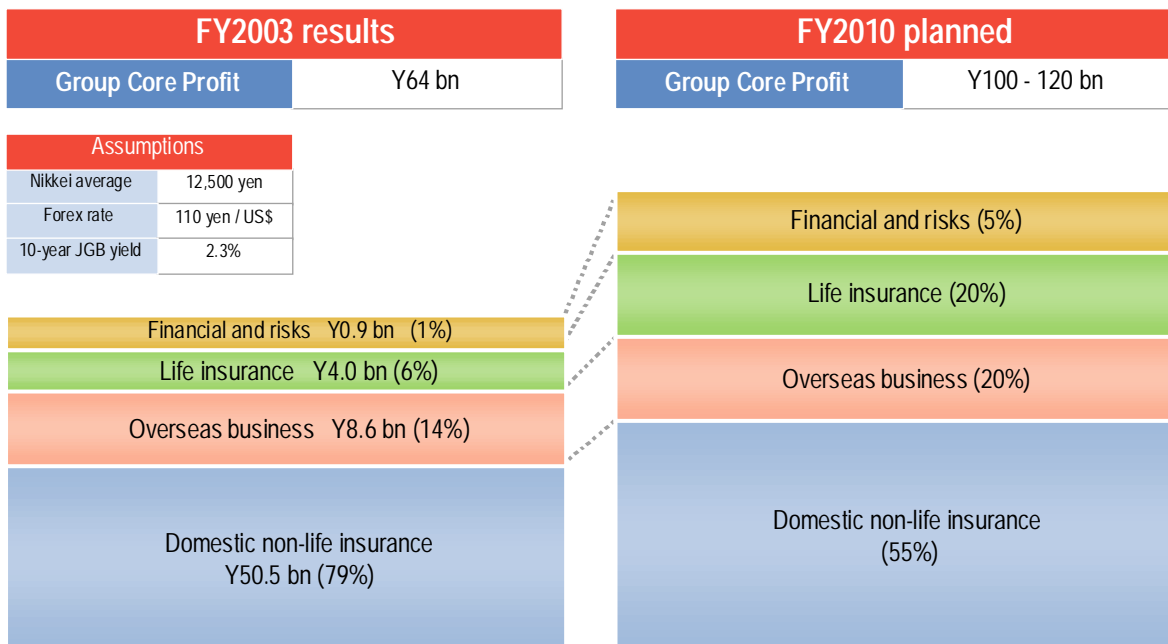 FY2003 results
Group Core Profit Y64 bn
Assumptions
Nikkei average 12,500 yen
Forex rate 110 yen / US$
10-year JGB yield 2.3%
Financial and risks Y0.9 bn (1%)
Life insurance Y4.0 bn (6%)
Overseas business Y8.6 bn (14%)
Domestic non-life insurance
Y50.5 bn (79%)
FY2010 planned
Group Core Profit Y100 - 120 bn
Financial and risks (5%)
Life insurance (20%)
Overseas business (20%)
Domestic non-life insurance
(55%)